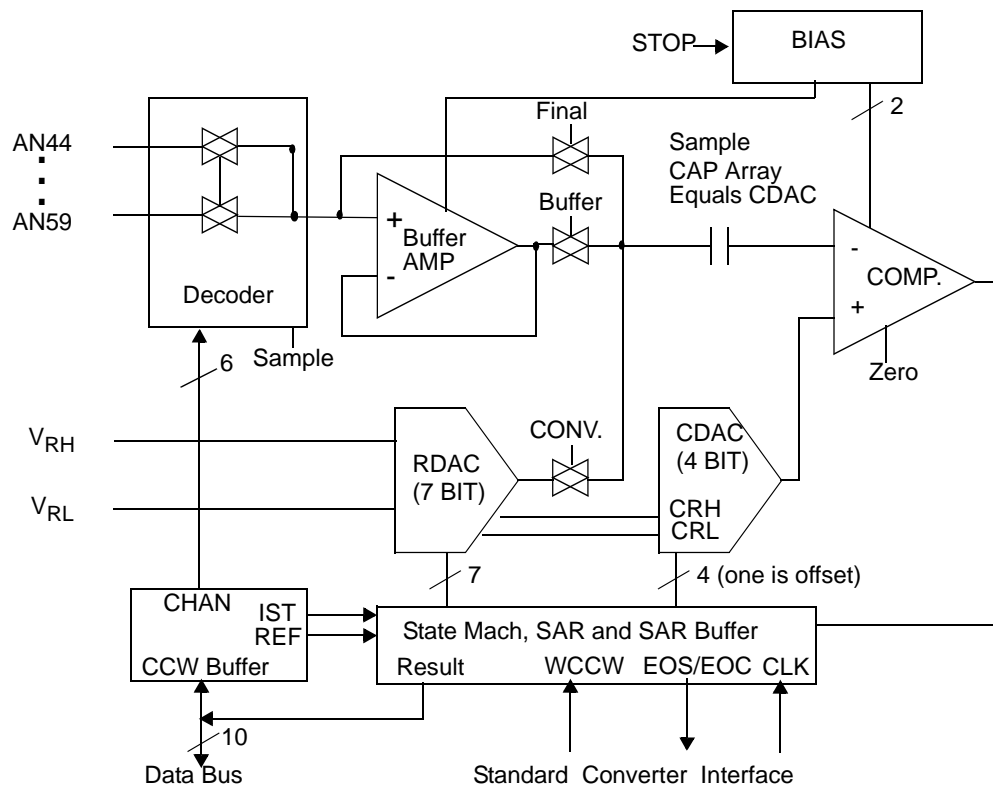 STOP
BIAS
2
Final
Sample
CAP Array
Equals CDAC
AN44
AN59
Buffer
+
Buffer
AMP
-
-
COMP.
+
Decoder
Sample
Zero
6
VRH
VRL
CONV.
RDAC
(7 BIT)
CDAC
(4 BIT)
CRH
CRL
7
4 (one is offset)
CHAN
IST
REF
CCW Buffer
State Mach, SAR and SAR Buffer
Result
WCCW
EOS/EOC
CLK
10
Data Bus
Standard Converter Interface